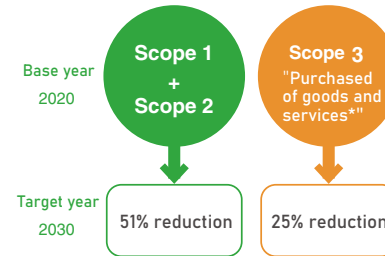 Base year
2020
Scope 1
+
Scope 2
Scope 3
"Purchased
of goods and
services*"
Target year
2030
51% reduction
25% reduction